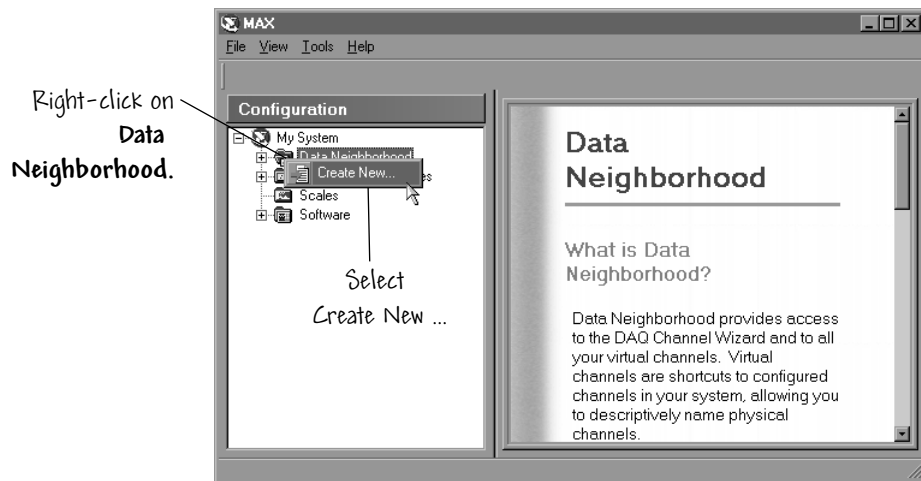 MAX
File View Tools Help
Right-click on
Data
Neighborhood.
Configuration
My System
Data Neighborhood
Create New...
Scales
Software
Select
Create New ...
Data
Neighborhood
What is Data
Neighborhood?
Data Neighborhood provides access
to the DAQ Channel Wizard and to all
your virtual channels. Virtual
channels are shortcuts to configured
channels in your system, allowing you
to descriptively name physical
channels.